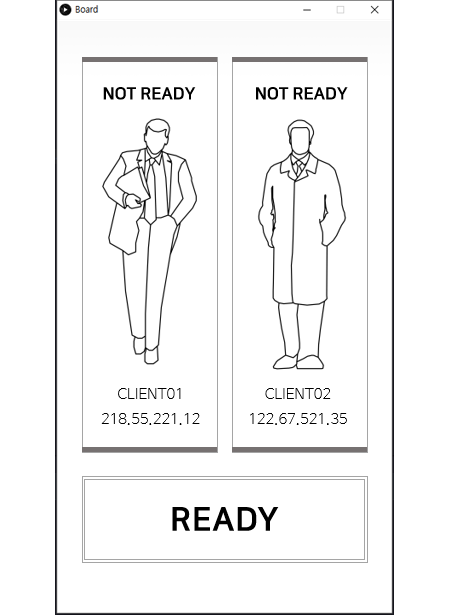 Board
NOT READY
CLIENT01
218.55.221.12
NOT READY
CLIENT02
122.67.521.35
READY